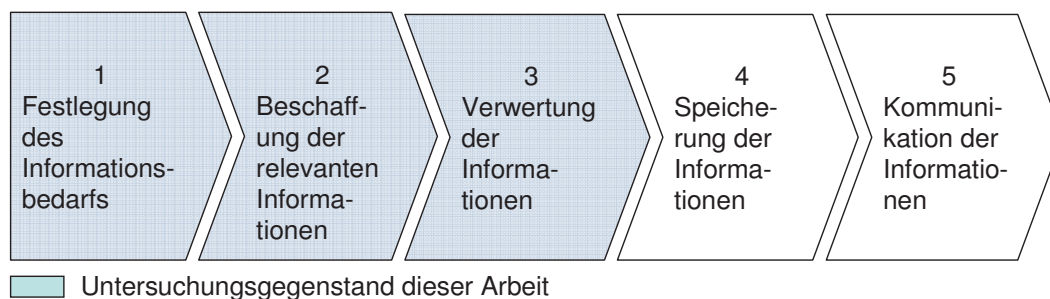 1
Festlegung
des
Informations-
bedarfs
2
Beschaff-
ung der
relevanten
Informa-
tionen
3
Verwertung
der
Informa-
tionen
4
Speiche-
rung der
Informa-
tionen
5
Kommuni-
kation der
Informatio-
nen
Untersuchungsgegenstand dieser Arbeit